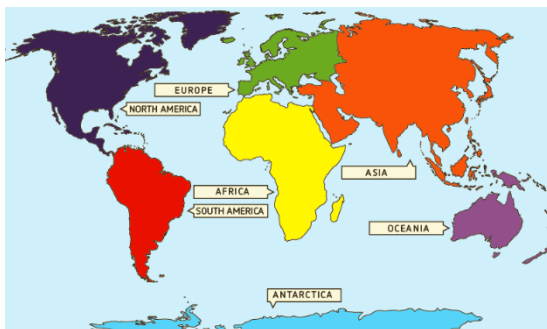 EUROPE
NORTH AMERICA
ASIA
AFRICA
SOUTH AMERICA
OCEANIA
ANTARCTICA